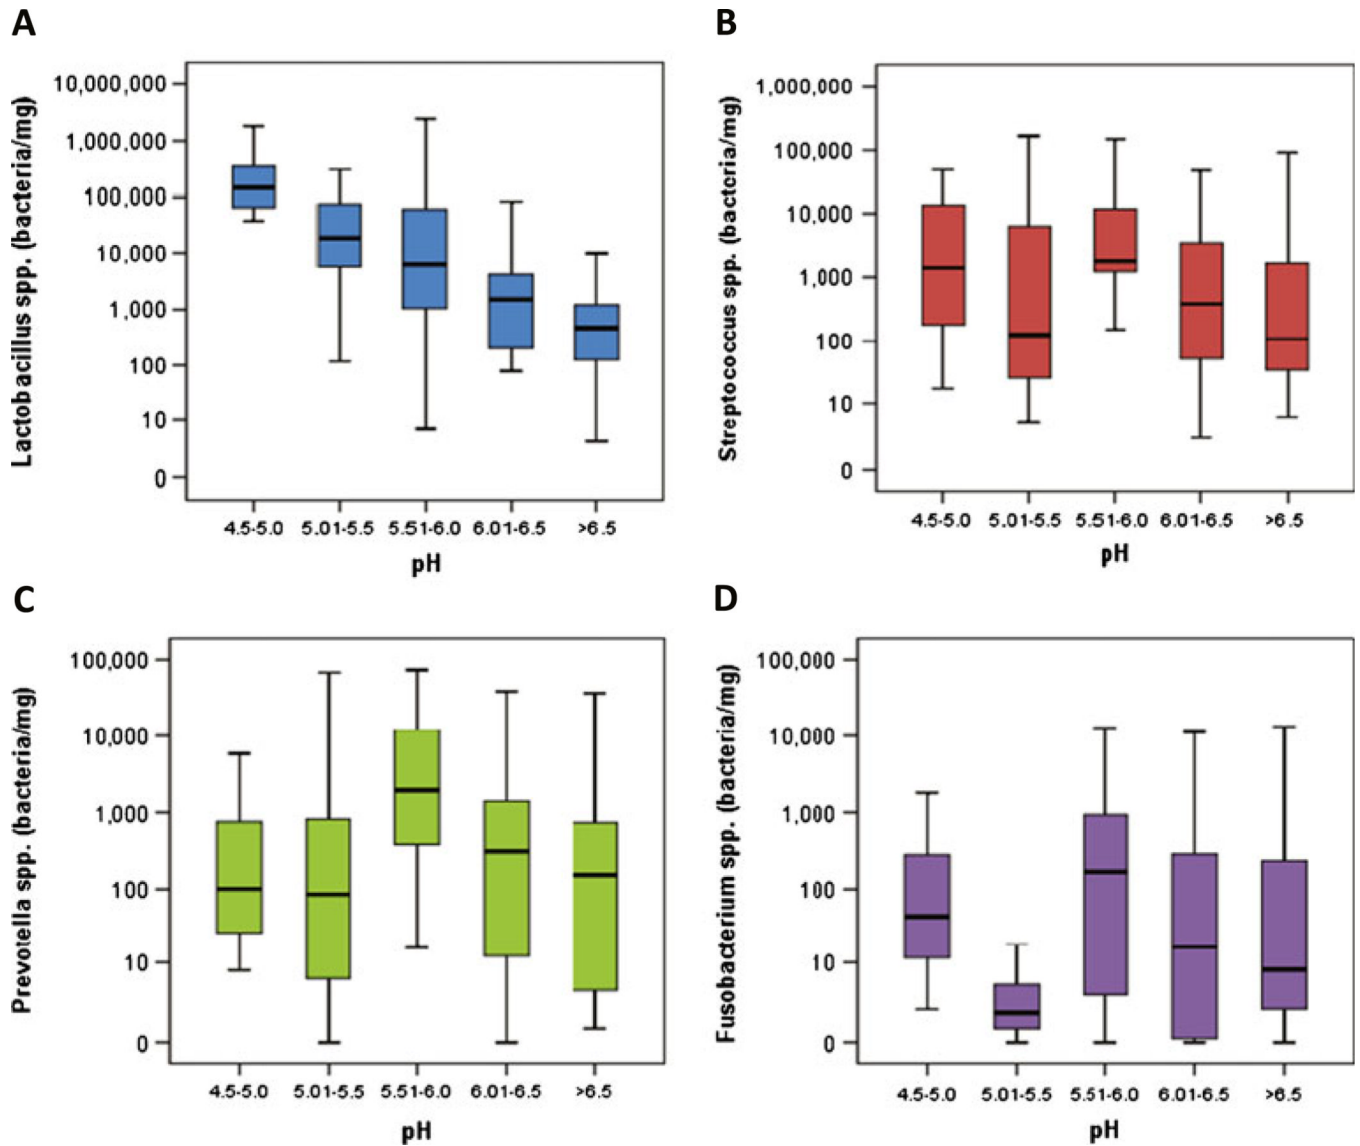 A
Lactobacillus spp. (bacteria/mg)
10,000,000
1,000,000
100,000
10,000
1,000
100
10
0
4.5-5.0 5.01-5.5 5.51-6.0 6.01-6.5 >6.5
pH
B
Streptococcus spp. (bacteria/mg)
1,000,000
100,000
10,000
1,000
100
10
0
4.5-5.0 5.01-5.5 5.51-6.0 6.01-6.5 >6.5
pH
C
Prevotella spp. (bacteria/mg)
100,000
10,000
1,000
100
10
0
4.5-5.0 5.01-5.5 5.51-6.0 6.01-6.5 >6.5
pH
D
Fusobacterium spp. (bacteria/mg)
100,000
10,000
1,000
100
10
0
4.5-5.0 5.01-5.5 5.51-6.0 6.01-6.5 >6.5
pH